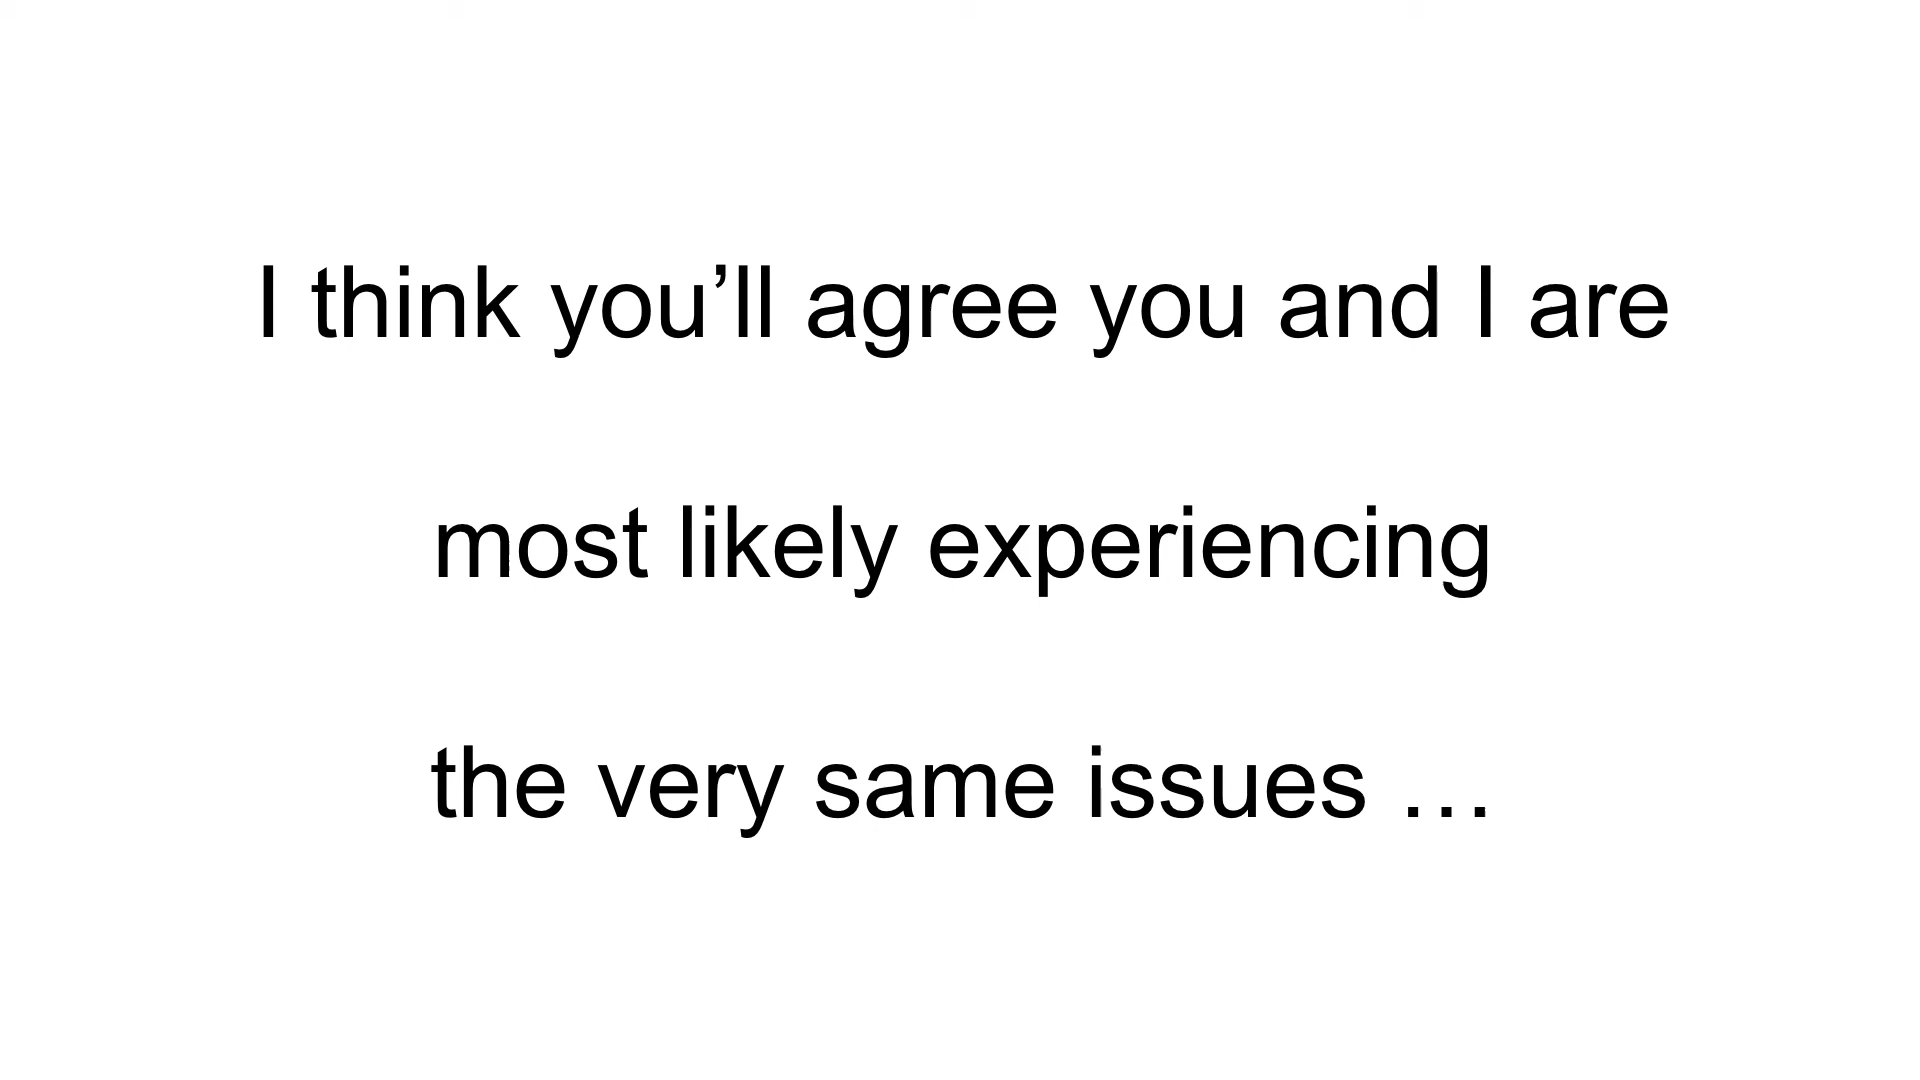 I think you’ll agree you and I are
most likely experiencing
the very same issues …